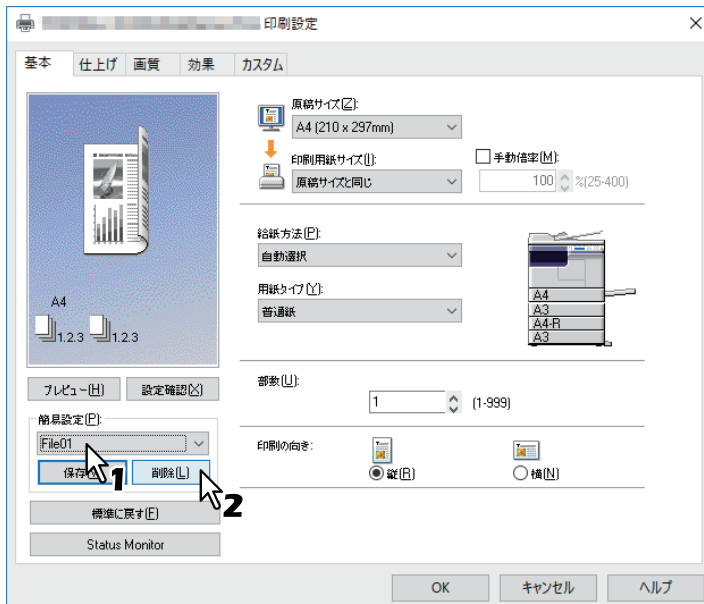 印刷設定
基本 仕上げ 画質 効果 カスタム
原稿サイズ(Z):
A4 (210 x 297mm)
印刷用紙サイズ(I):
原稿サイズと同じ
手動倍率(M):
100 %(25-400)
給紙方法(P):
自動選択
用紙タイプ(Y):
普通紙
A4
A3
A4-R
A3
A4
1.2.3 1.2.3
プレビュー(H) 設定確認(X)
簡易設定(P):
File01
保存 削除(L)
1
2
標準に戻す(F)
Status Monitor
部数(U):
1 (1-999)
印刷の向き:
縦(R) 横(N)
OK キャンセル ヘルプ